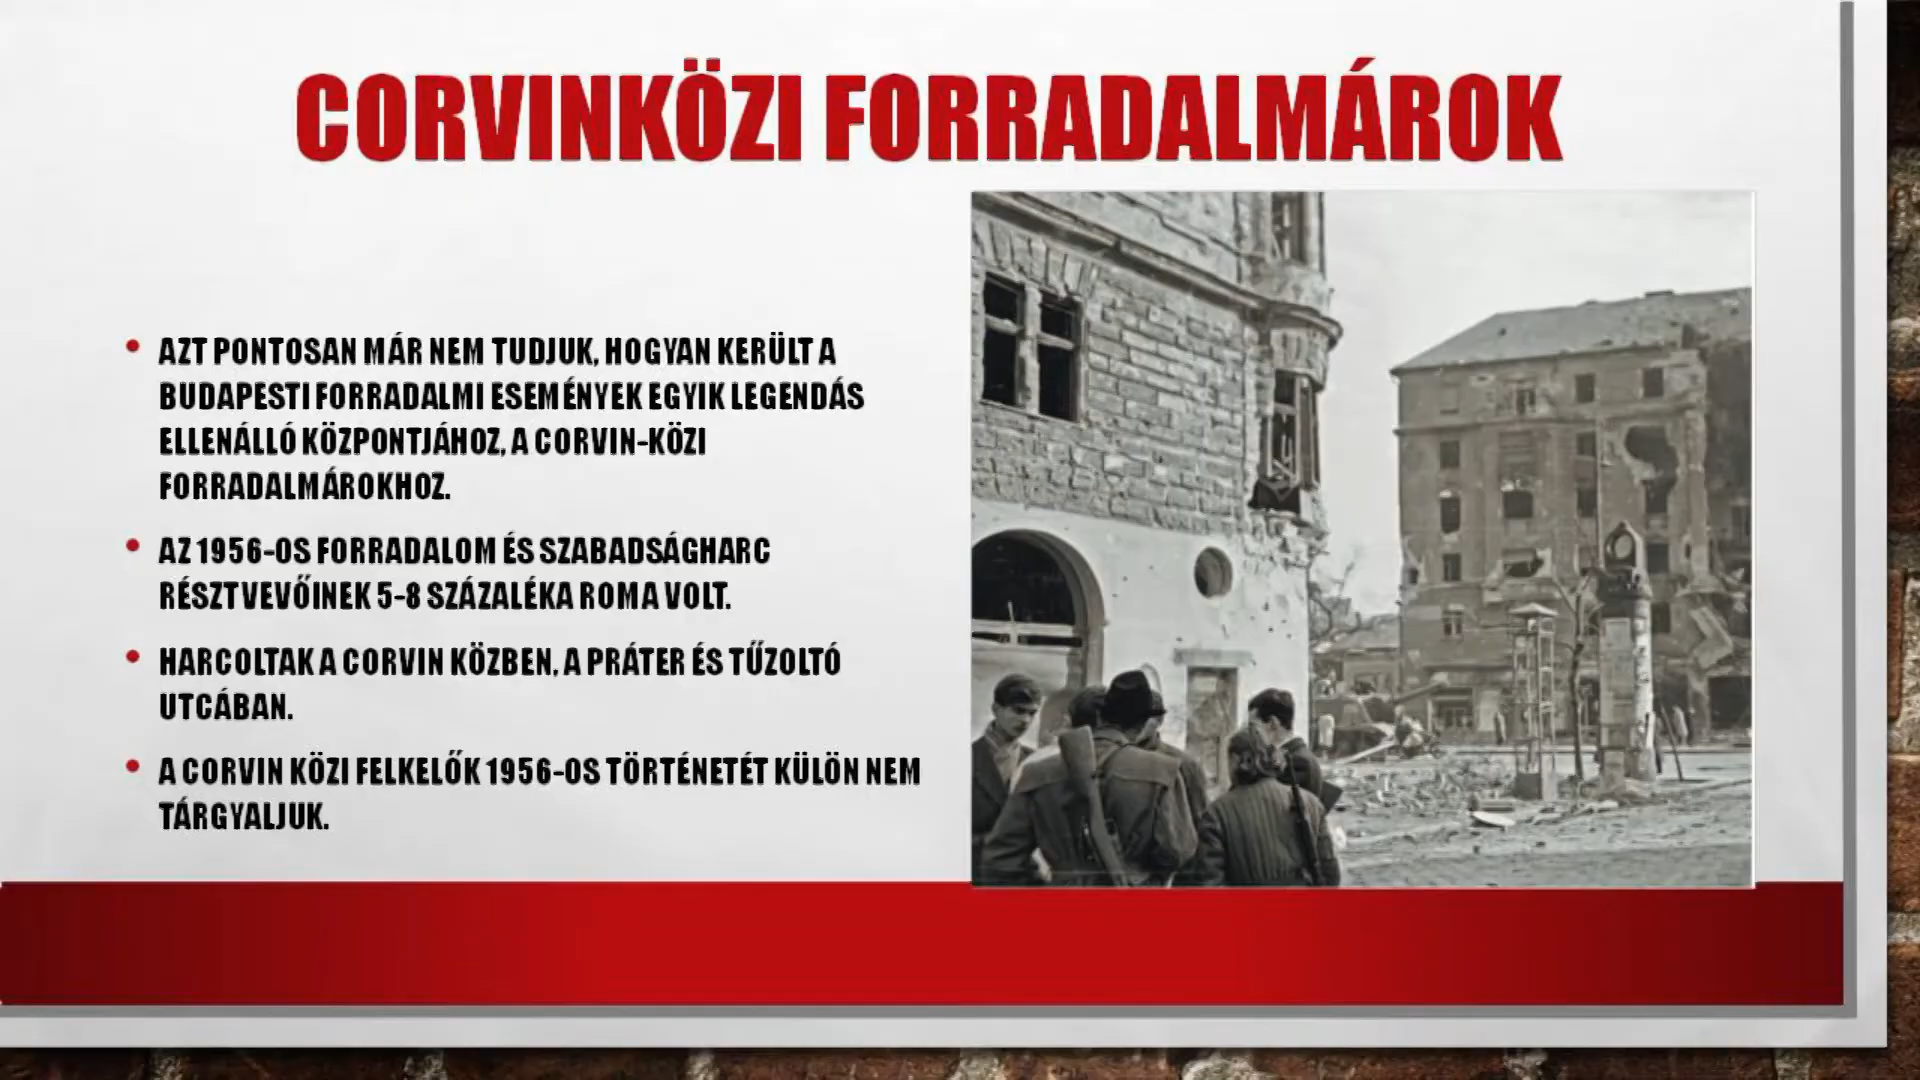 CORVINKÖZI FORRADALMÁROK
• AZT PONTOSAN MÁR NEM TUDJUK, HOGYAN KERÜLT A
BUDAPESTI FORRADALMI ESEMÉNYEK EGYIK LEGENDÁS
ELLENÁLLÓ KÖZPONTJÁHOZ, A CORVIN-KÖZI
FORRADALMÁROKHOZ.
• AZ 1956-OS FORRADALOM ÉS SZABADSÁGHARC
RÉSZTVEVŐINEK 5-8 SZÁZALÉKA ROMA VOLT.
• HARCOLTAK A CORVIN KÖZBEN, A PRÁTER ÉS TŰZOLTÓ
UTCÁBAN.
• A CORVIN KÖZI FELKELŐK 1956-OS TÖRTÉNETÉT KÜLÖN NEM
TÁRGYALJUK.